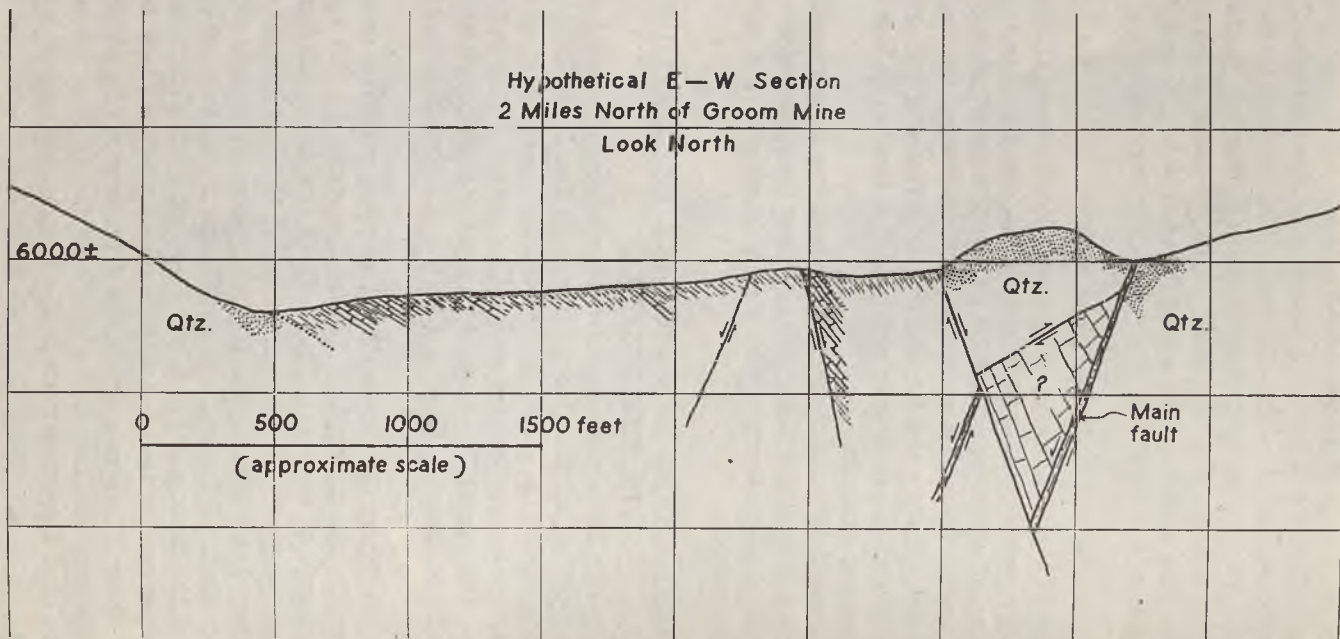 Hypothetical E—W Section
2 Miles North of Groom Mine
Look North
6000±
Qtz.
Qtz.
Qtz.
?
Main
fault
0 500 1000 1500 feet
(approximate scale)